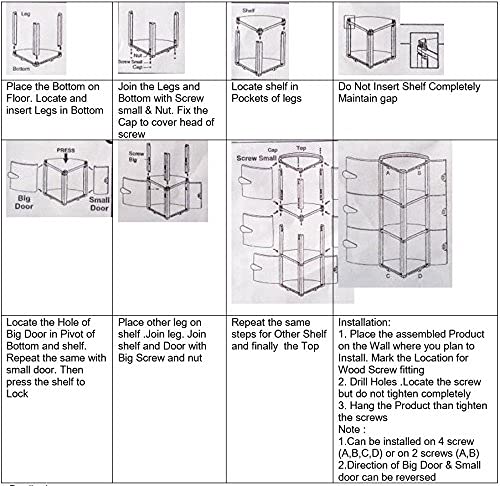 Leg
Bottom
Nut
Screw Small
Cap
Shelf
Place the Bottom on
Floor. Locate and
insert Legs in Bottom
Join the Legs and
Bottom with Screw
small & Nut. Fix the
Cap to cover head of
screw
Locate shelf in
Pockets of legs
Do Not Insert Shelf Completely
Maintain gap
PRESS
Big
Door
Small
Door
Screw
Big
Cap
Top
Screw Small
A
B
C
D
Locate the Hole of
Big Door in Pivot of
Bottom and shelf.
Repeat the same with
small door. Then
press the shelf to
Lock
Place other leg on
shelf .Join leg. Join
shelf and Door with
Big Screw and nut
Repeat the same
steps for Other Shelf
and finally the Top
Installation:
1. Place the assembled Product
on the Wall where you plan to
Install. Mark the Location for
Wood Screw fitting
2. Drill Holes .Locate the screw
but do not tighten completely
3. Hang the Product than tighten
the screws
Note :
1.Can be installed on 4 screw
(A,B,C,D) or on 2 screws (A,B)
2.Direction of Big Door & Small
door can be reversed